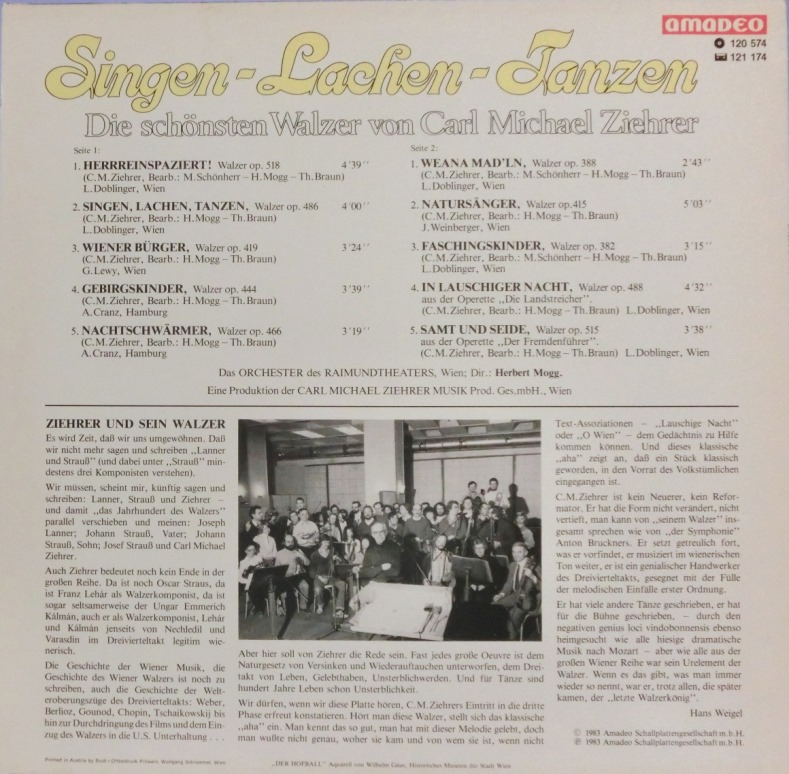 amadeo
120 574
121 174
Singen - Lachen - Tanzen
Die schönsten Walzer von Carl Michael Ziehrer
Seite 1:
1. HERRREINSPAZIERT! Walzer op. 518 4'39''
(C.M.Ziehrer, Bearb.: M.Schönherr – H.Mogg – Th.Braun)
L.Doblinger, Wien
2. SINGEN, LACHEN, TANZEN, Walzer op. 486 4'00''
(C.M.Ziehrer, Bearb.: H.Mogg – Th.Braun)
L.Doblinger, Wien
3. WIENER BÜRGER, Walzer op. 419 3'24''
(C.M.Ziehrer, Bearb.: H.Mogg – Th.Braun)
G.Lewy, Wien
4. GEBIRGSKINDER, Walzer op. 444 3'39''
(C.M.Ziehrer, Bearb.: H.Mogg – Th.Braun)
A.Cranz, Hamburg
5. NACHTSCHWÄRMER, Walzer op. 466 3'19''
(C.M.Ziehrer, Bearb.: H.Mogg – Th.Braun)
A.Cranz, Hamburg
Seite 2:
1. WEANA MAD'LN, Walzer op. 388 2'43''
(C.M.Ziehrer, Bearb.: M.Schönherr – H.Mogg – Th.Braun)
L.Doblinger, Wien
2. NATURSÄNGER, Walzer op.415 5'03''
(C.M.Ziehrer, Bearb.: H.Mogg – Th.Braun)
J.Weinberger, Wien
3. FASCHINGSKINDER, Walzer op. 382 3'15''
(C.M.Ziehrer, Bearb.: M.Schönherr – H.Mogg – Th.Braun)
L.Doblinger, Wien
4. IN LAUSCHIGER NACHT, Walzer op. 488 4'32''
aus der Operette „Die Landstreicher".
(C.M.Ziehrer, Bearb.: H.Mogg – Th.Braun) L.Doblinger, Wien
5. SAMT UND SEIDE, Walzer op. 515 3'38''
aus der Operette „Der Fremdenführer".
(C.M.Ziehrer, Bearb.: H.Mogg – Th.Braun) L.Doblinger, Wien
Das ORCHESTER des RAIMUNDTHEATERS, Wien; Dir.: Herbert Mogg.
Eine Produktion der CARL MICHAEL ZIEHRER MUSIK Prod. Ges.mbH., Wien
ZIEHRER UND SEIN WALZER
Es wird Zeit, daß wir uns umgewöhnen. Daß
wir nicht mehr sagen und schreiben „Lanner
und Strauß" (und dabei unter „Strauß" min-
destens drei Komponisten verstehen).
Wir müssen, scheint mir, künftig sagen und
schreiben: Lanner, Strauß und Ziehrer –
und damit „das Jahrhundert des Walzers"
parallel verschieben und meinen: Joseph
Lanner; Johann Strauß, Vater; Johann
Strauß, Sohn; Josef Strauß und Carl Michael
Ziehrer.
Auch Ziehrer bedeutet noch kein Ende in der
großen Reihe. Da ist noch Oscar Straus, da
ist Franz Lehár als Walzerkomponist, da ist
sogar seltsamerweise der Ungar Emmerich
Kálmán, auch er als Walzerkomponist, Lehár
und Kálmán jenseits von Nechledil und
Varasdin im Dreivierteltakt legitim wie-
nerisch.
Die Geschichte der Wiener Musik, die
Geschichte des Wiener Walzers ist noch zu
schreiben, auch die Geschichte der Welt-
eroberungszüge des Dreivierteltakts: Weber,
Berlioz, Gounod, Chopin, Tschaikowskij bis
hin zur Durchdringung des Films und dem Ein-
zug des Walzers in die U.S. Unterhaltung . . .
Aber hier soll von Ziehrer die Rede sein. Fast jedes große Oeuvre ist dem
Naturgesetz von Versinken und Wiederauftauchen unterworfen, dem Drei-
takt von Leben, Gelebthaben, Unsterblichwerden. Und für Tänze sind
hundert Jahre Leben schon Unsterblichkeit.
Wir dürfen, wenn wir diese Platte hören, C.M.Ziehrers Eintritt in die dritte
Phase erfreut konstatieren. Hört man diese Walzer, stellt sich das klassische
„aha" ein. Man kennt das so gut, man hat mit dieser Melodie gelebt, doch
man wußte nicht genau, woher sie kam und von wem sie ist, wenn nicht
Text-Assoziationen – „Lauschige Nacht"
oder „O Wien" – dem Gedächtnis zu Hilfe
kommen können. Und dieses klassische
„aha" zeigt an, daß ein Stück klassisch
geworden, in den Vorrat des Volkstümlichen
eingegangen ist.
C.M.Ziehrer ist kein Neuerer, kein Refor-
mator. Er hat die Form nicht verändert, nicht
vertieft, man kann von „seinem Walzer" ins-
gesamt sprechen wie von „der Symphonie"
Anton Bruckners. Er setzt getreulich fort,
was er vorfindet, er musiziert im wienerischen
Ton weiter, er ist ein genialischer Handwerker
des Dreivierteltakts, gesegnet mit der Fülle
der melodischen Einfälle erster Ordnung.
Er hat viele andere Tänze geschrieben, er hat
für die Bühne geschrieben, – durch den
negativen genius loci vindobonnensis ebenso
heimgesucht wie alle hiesige dramatische
Musik nach Mozart – aber wie alle aus der
großen Wiener Reihe war sein Urelement der
Walzer. Wenn es das gibt, was man immer
wieder so nennt, war er, trotz allen, die später
kamen, der „letzte Walzerkönig".
Hans Weigel
© 1983 Amadeo Schallplattengesellschaft m.b.H.
℗ 1983 Amadeo Schallplattengesellschaft m.b.H.
Printed in Austria by
Wien
„DER HOFBALL" Aquarell von Wilhelm Gause, Historisches Museum der Stadt Wien